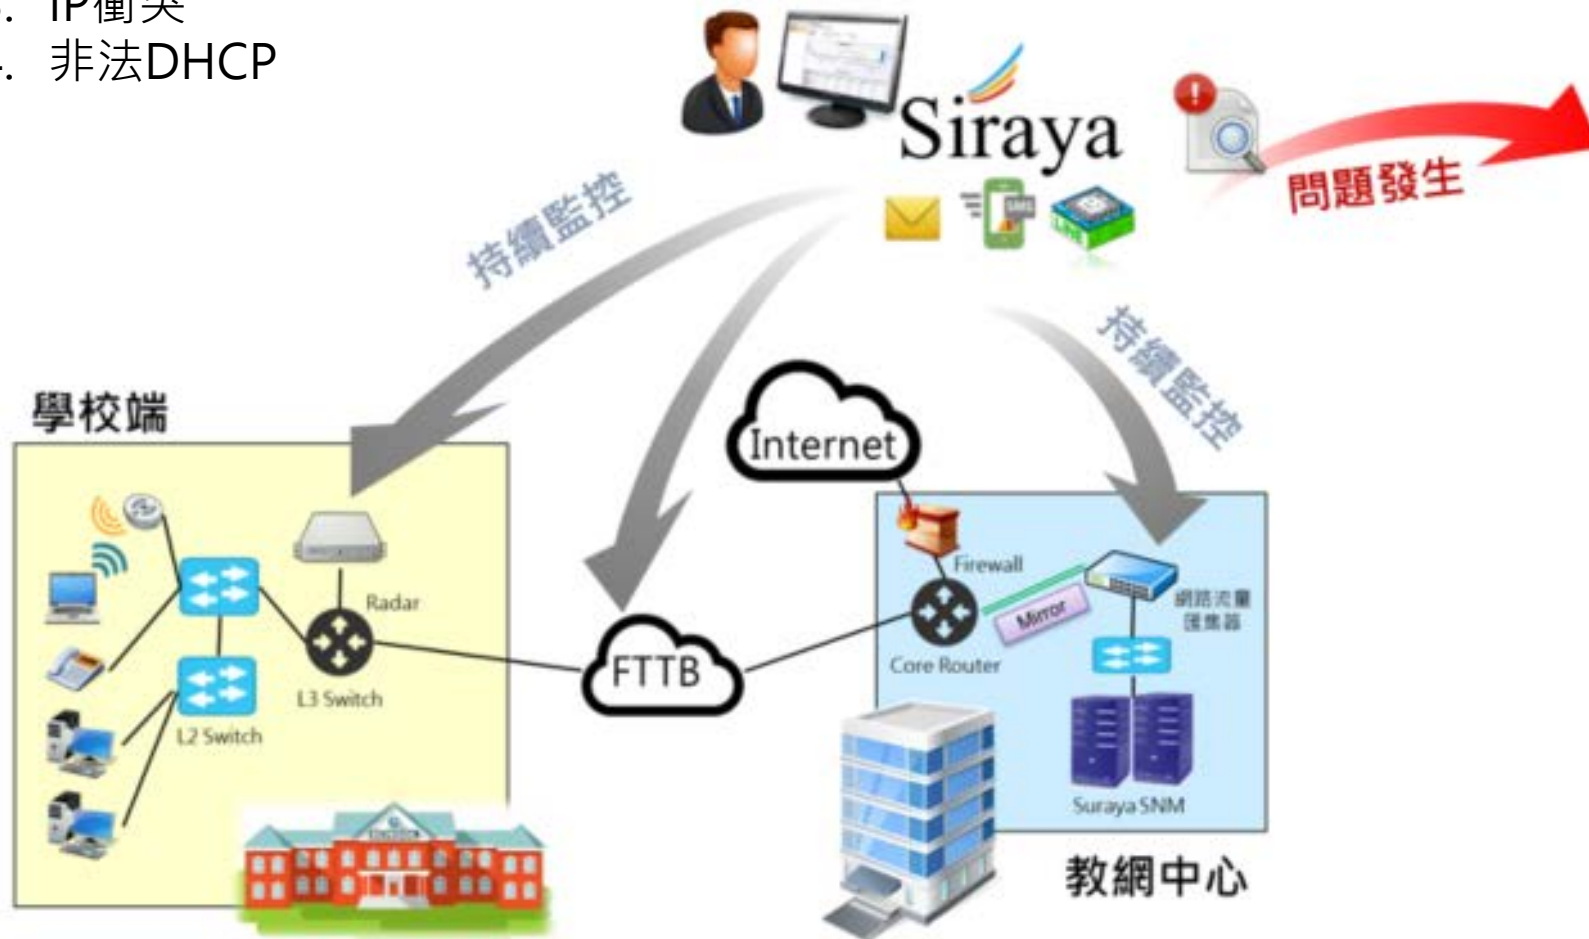 IP衝突
. 非法DHCP
Siraya
SMS
LINE
問題發生
持續監控
持續監控
學校端
Internet
Firewall
Radar
Mirror
網路流量
匯集器
FTTB
Core Router
L3 Switch
L2 Switch
Suraya SNM
教網中心